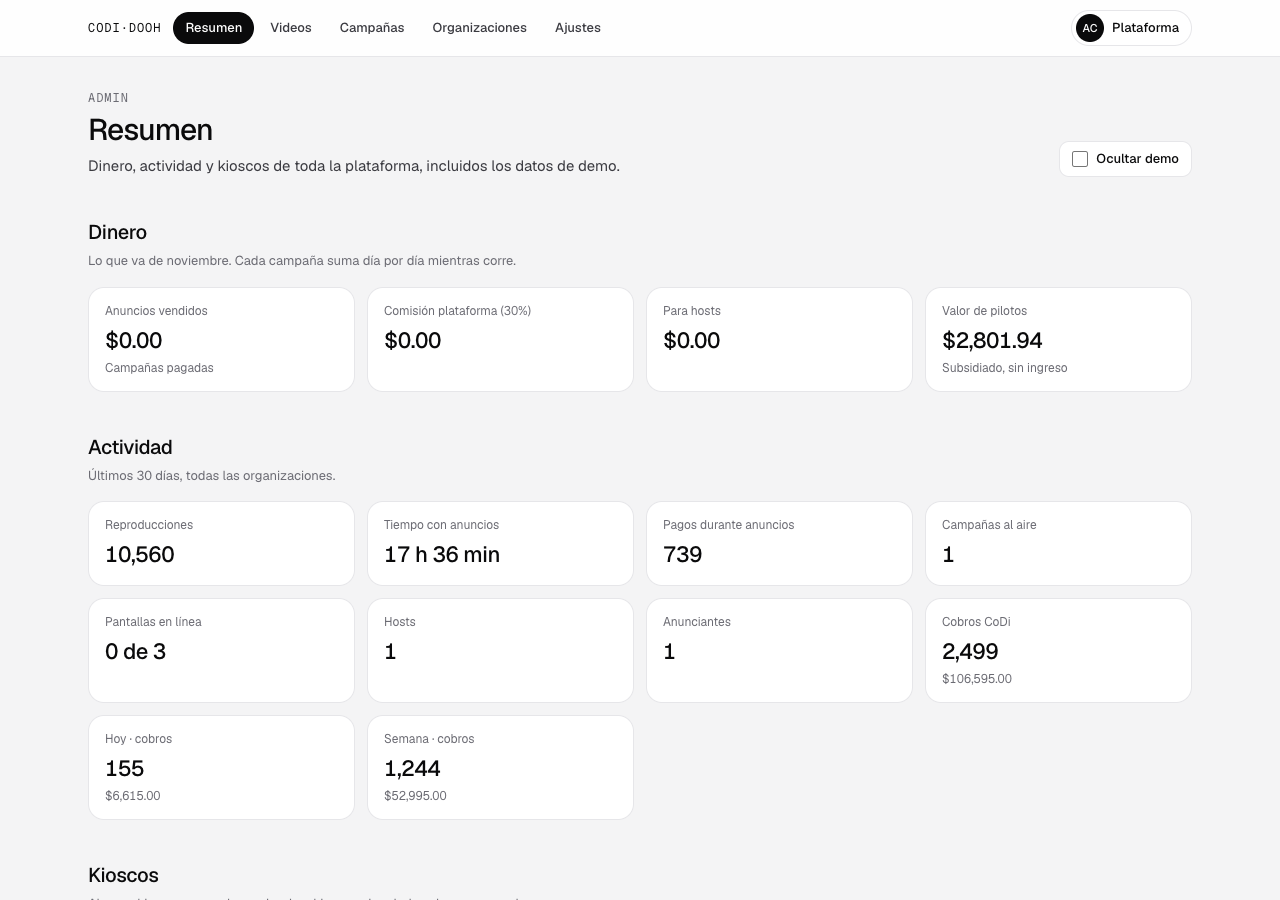 CODI·DOOH
Resumen
Videos
Campañas
Organizaciones
Ajustes
AC
Plataforma
ADMIN
Resumen
Dinero, actividad y kioscos de toda la plataforma, incluidos los datos de demo.
Ocultar demo
Dinero
Lo que va de noviembre. Cada campaña suma día por día mientras corre.
Anuncios vendidos
$0.00
Campañas pagadas
Comisión plataforma (30%)
$0.00
Para hosts
$0.00
Valor de pilotos
$2,801.94
Subsidiado, sin ingreso
Actividad
Últimos 30 días, todas las organizaciones.
Reproducciones
10,560
Tiempo con anuncios
17 h 36 min
Pagos durante anuncios
739
Campañas al aire
1
Pantallas en línea
0 de 3
Hosts
1
Anunciantes
1
Cobros CoDi
2,499
$106,595.00
Hoy · cobros
155
$6,615.00
Semana · cobros
1,244
$52,995.00
Kioscos